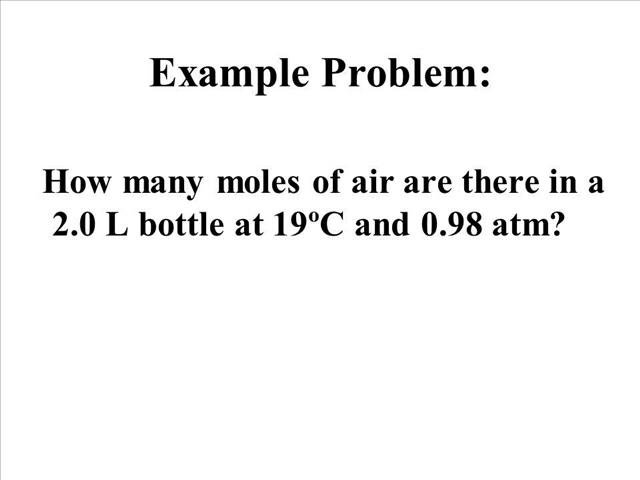 Example Problem:
How many moles of air are there in a
2.0 L bottle at 19ºC and 0.98 atm?